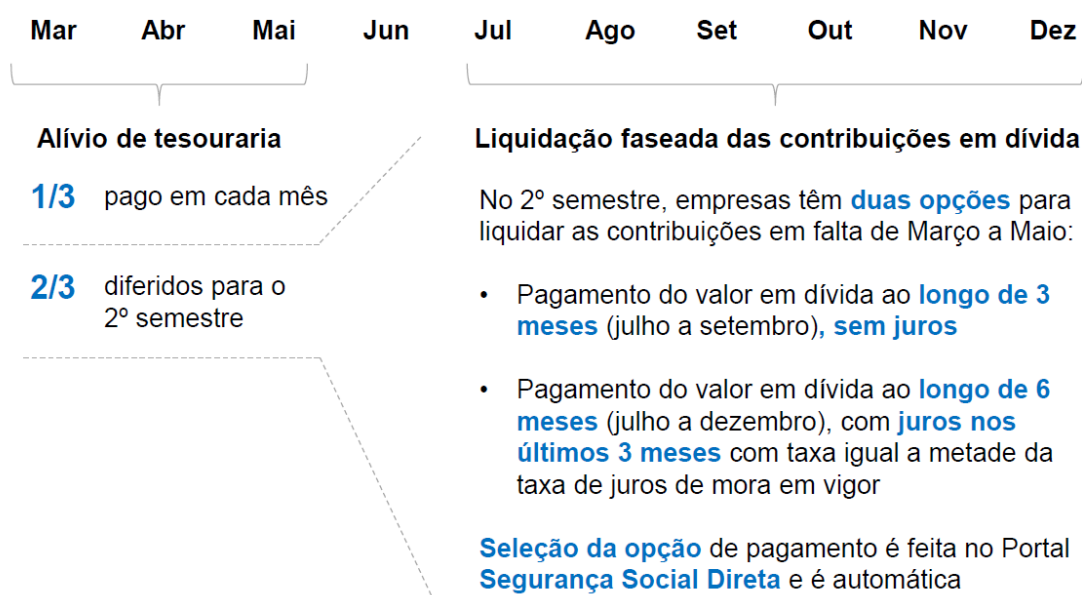 Mar Abr Mai Jun Jul Ago Set Out Nov Dez
Alívio de tesouraria
1/3 pago em cada mês
2/3 diferidos para o
2º semestre
Liquidação faseada das contribuições em dívida
No 2º semestre, empresas têm duas opções para
liquidar as contribuições em falta de Março a Maio:
• Pagamento do valor em dívida ao longo de 3
meses (julho a setembro), sem juros
• Pagamento do valor em dívida ao longo de 6
meses (julho a dezembro), com juros nos
últimos 3 meses com taxa igual a metade da
taxa de juros de mora em vigor
Seleção da opção de pagamento é feita no Portal
Segurança Social Direta e é automática